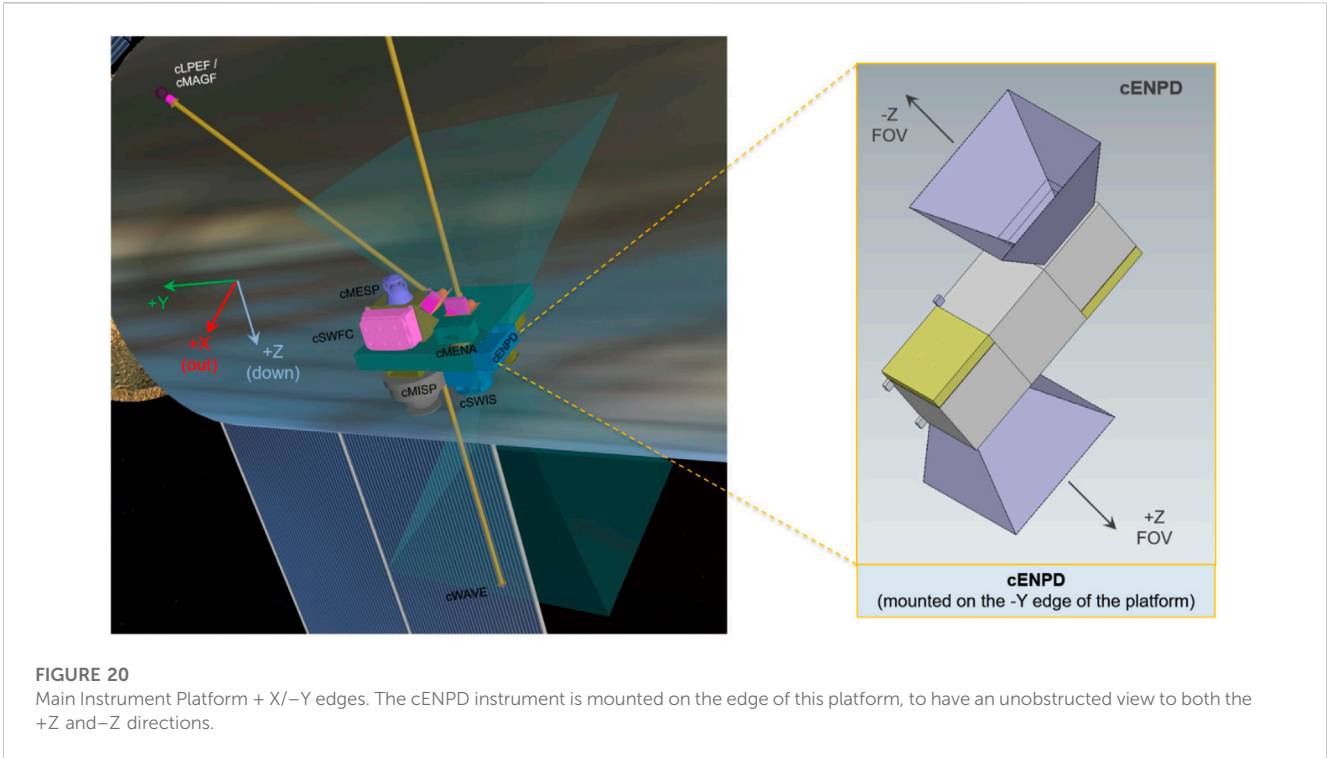 cLPEF /
cMAGF
+Y
+X
(out)
+Z
(down)
cMESP
cSWFC
cMENA
cENPD
cMISP
cSWIS
cWAVE
cENPD
-Z
FOV
+Z
FOV
cENPD
(mounted on the -Y edge of the platform)
FIGURE 20
Main Instrument Platform + X/–Y edges. The cENPD instrument is mounted on the edge of this platform, to have an unobstructed view to both the
+Z and–Z directions.